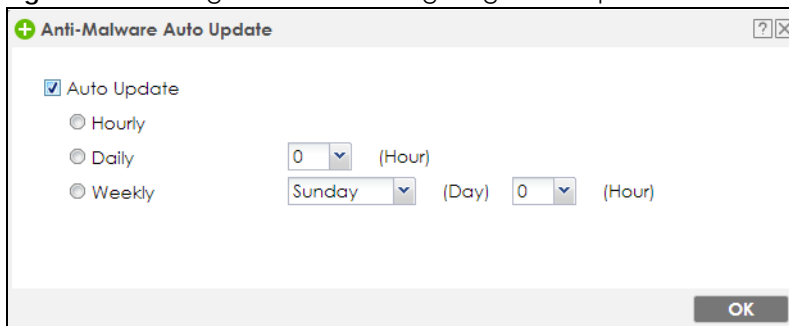 Anti-Malware Auto Update ? X
Auto Update
Hourly
Daily 0 (Hour)
Weekly Sunday (Day) 0 (Hour)
OK